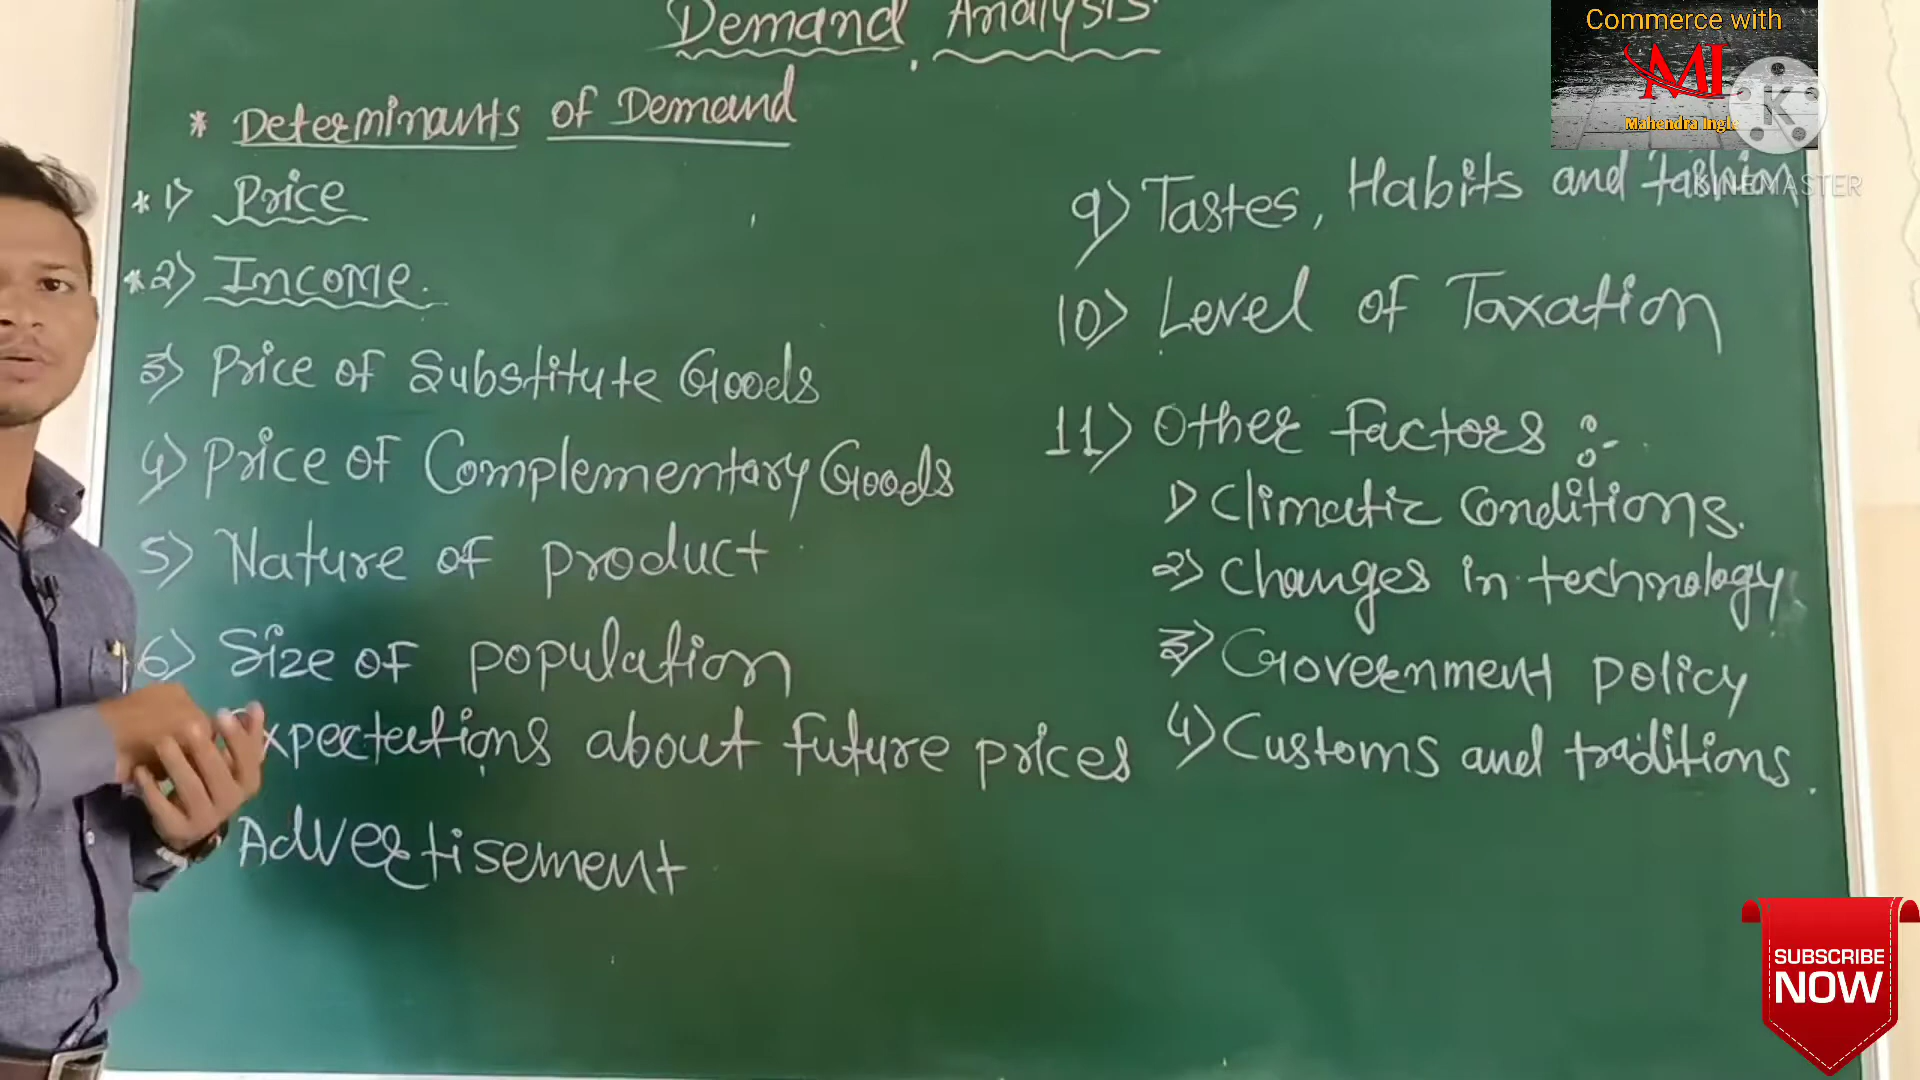 Demand Analysis
* Determinants of Demand
* 1) Price
* 2) Income.
3) Price of Substitute Goods
4) Price of Complementary Goods
5) Nature of product
6) Size of population
Expectations about future prices
Advertisement
9) Tastes, Habits and fashion
10) Level of Taxation
11) Other factors :-
1) Climatic conditions.
2) Changes in technology
3) Government policy
4) Customs and traditions.
Commerce with
MI
Mahendra Ingle
K
KINEMASTER
SUBSCRIBE
NOW